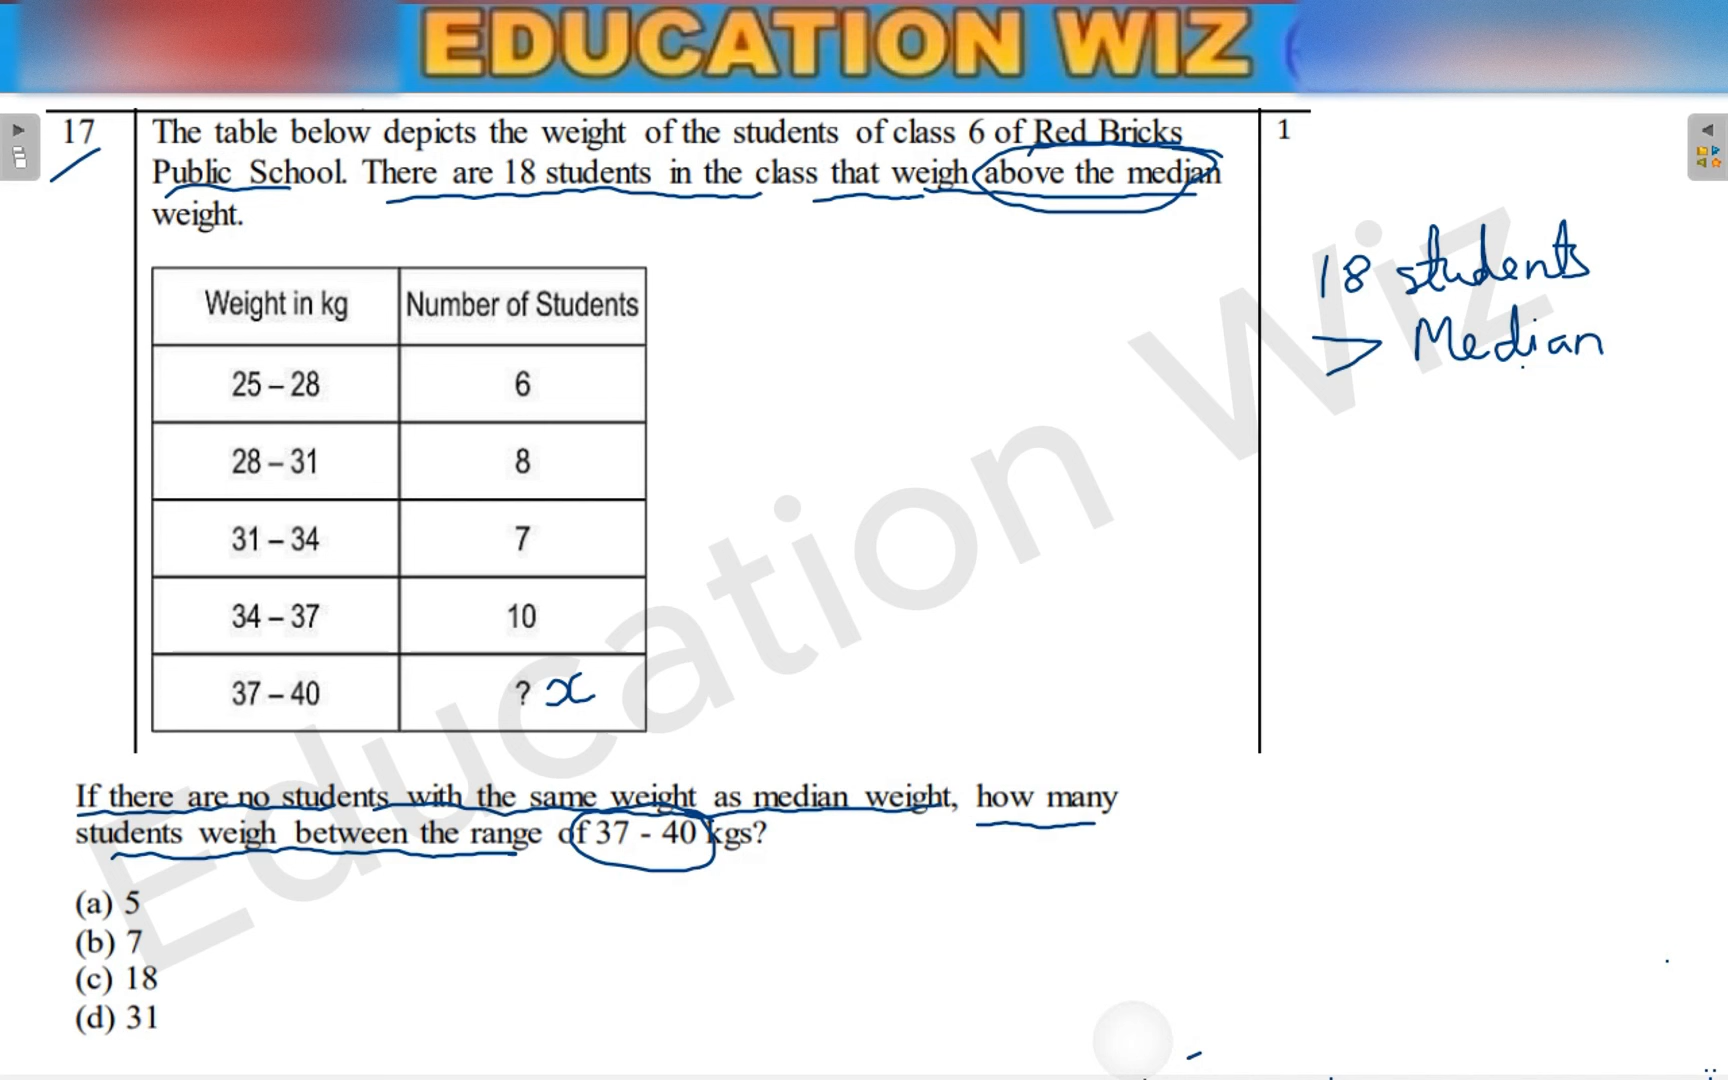 EDUCATION WIZ
17
The table below depicts the weight of the students of class 6 of Red Bricks
1
Public School. There are 18 students in the class that weigh above the median
weight.
18 students
> Median
Weight in kg Number of Students
25 – 28 6
28 – 31 8
31 – 34 7
34 – 37 10
37 – 40 ? x
If there are no students with the same weight as median weight, how many
students weigh between the range of 37 - 40 kgs?
(a) 5
(b) 7
(c) 18
(d) 31
Education Wiz